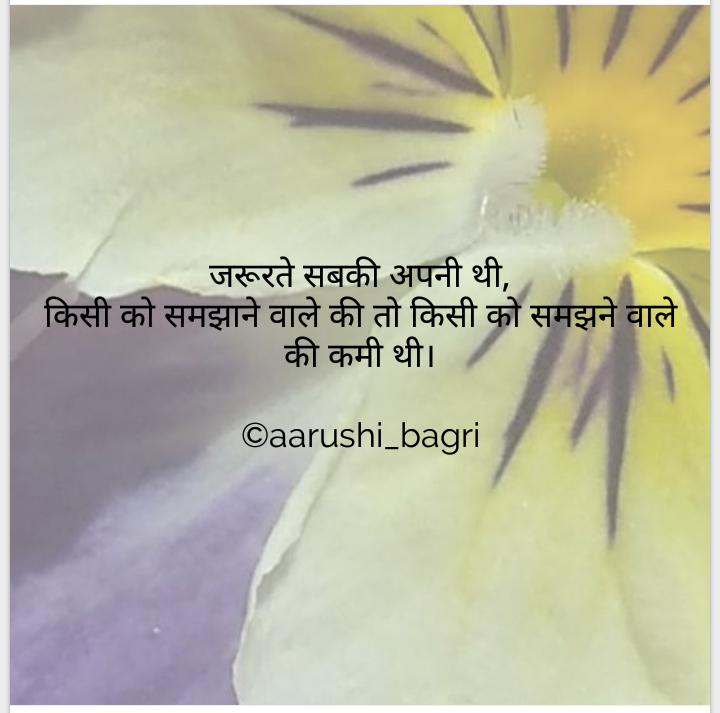 जरूरते सबकी अपनी थी,
किसी को समझाने वाले की तो किसी को समझने वाले
की कमी थी।
©aarushi_bagri